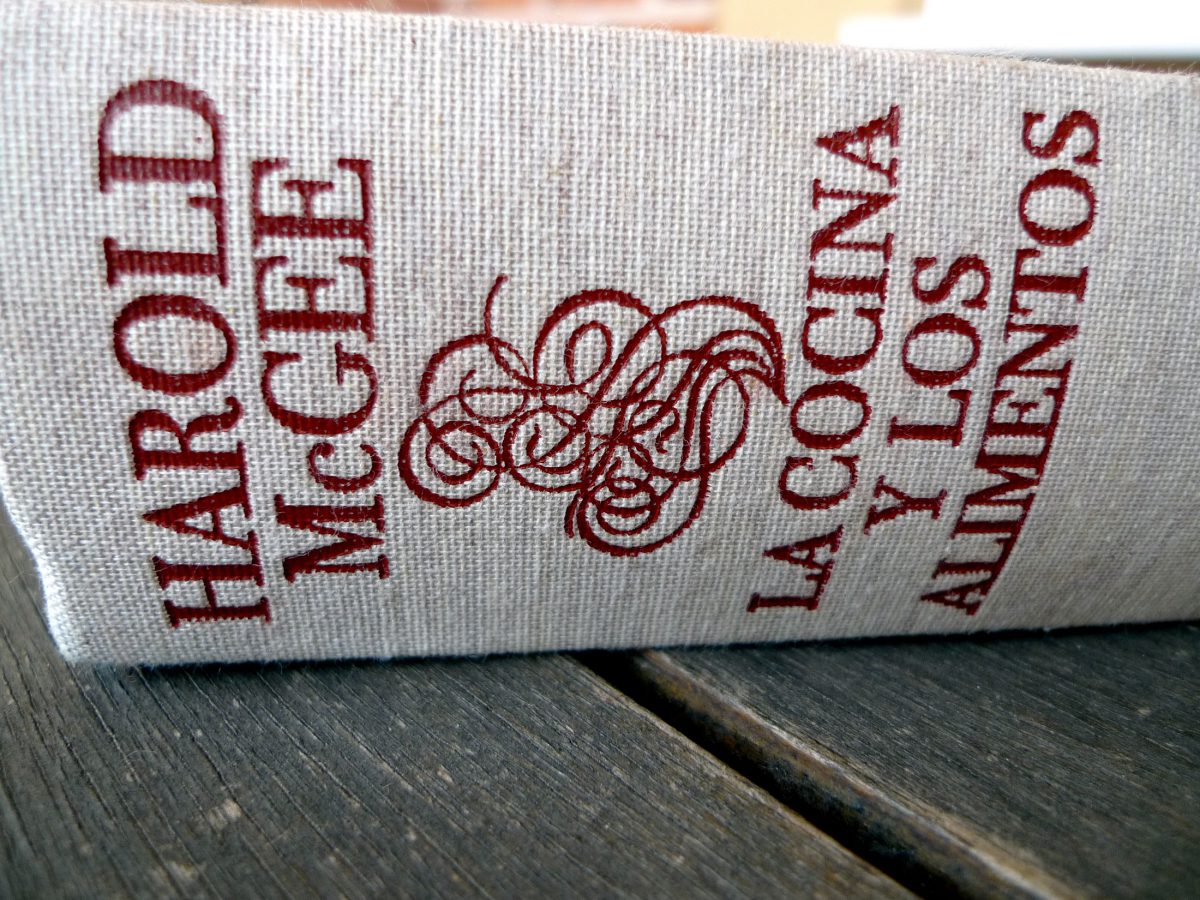 HAROLD
McGEE
LA COCINA
Y LOS
ALIMENTOS